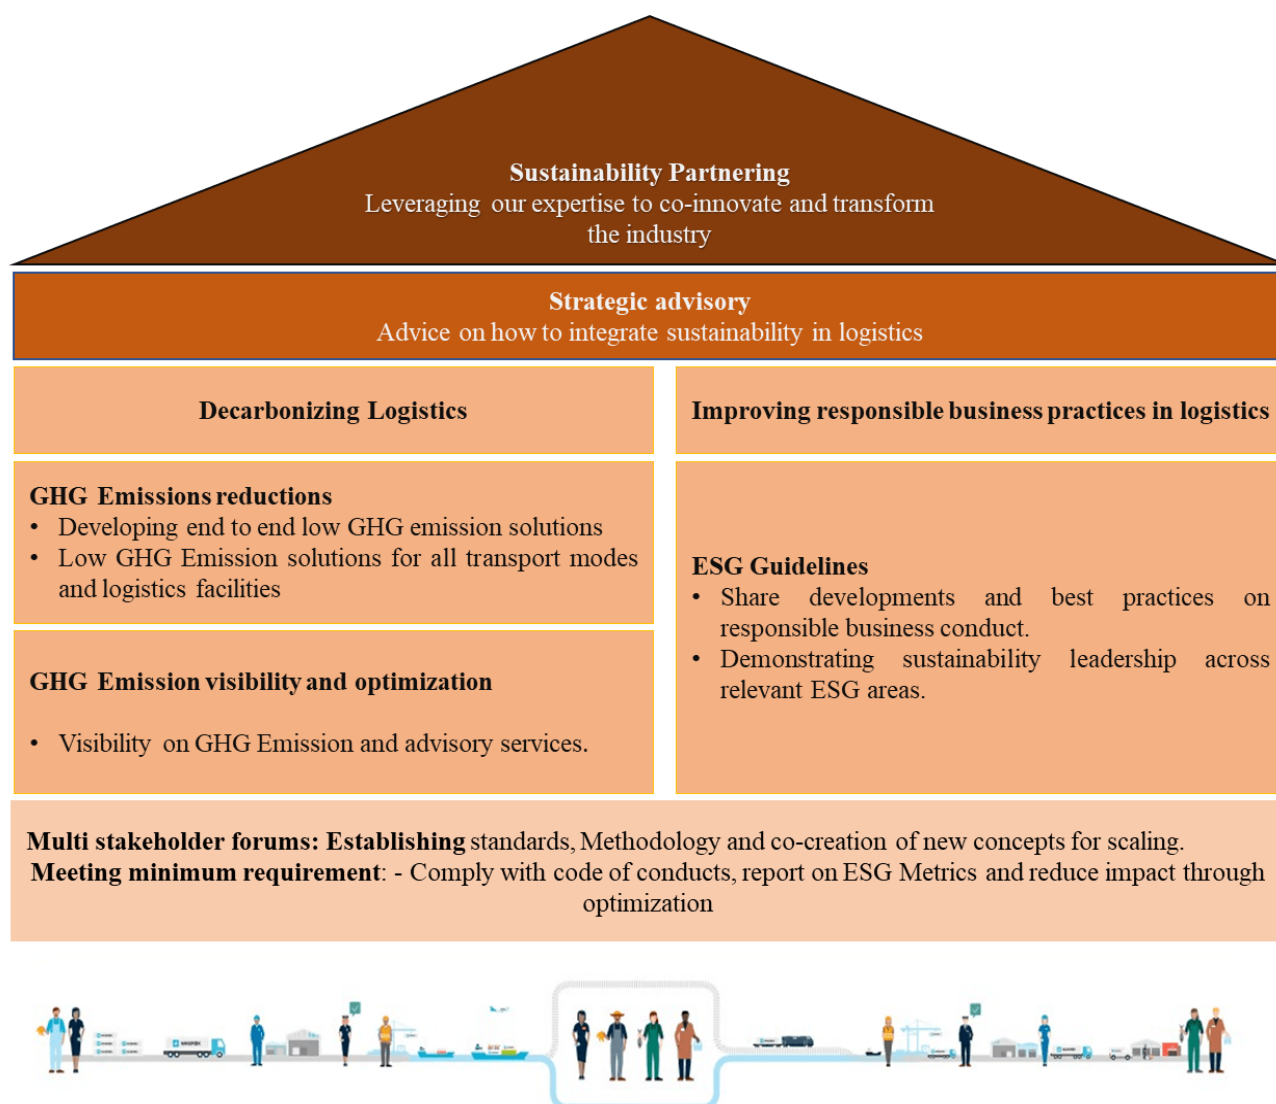 Sustainability Partnering
Leveraging our expertise to co-innovate and transform
the industry
Strategic advisory
Advice on how to integrate sustainability in logistics
Decarbonizing Logistics
GHG Emissions reductions
• Developing end to end low GHG emission solutions
• Low GHG Emission solutions for all transport modes
and logistics facilities
GHG Emission visibility and optimization
• Visibility on GHG Emission and advisory services.
Improving responsible business practices in logistics
ESG Guidelines
• Share developments and best practices on
responsible business conduct.
• Demonstrating sustainability leadership across
relevant ESG areas.
Multi stakeholder forums: Establishing standards, Methodology and co-creation of new concepts for scaling.
Meeting minimum requirement: - Comply with code of conducts, report on ESG Metrics and reduce impact through
optimization